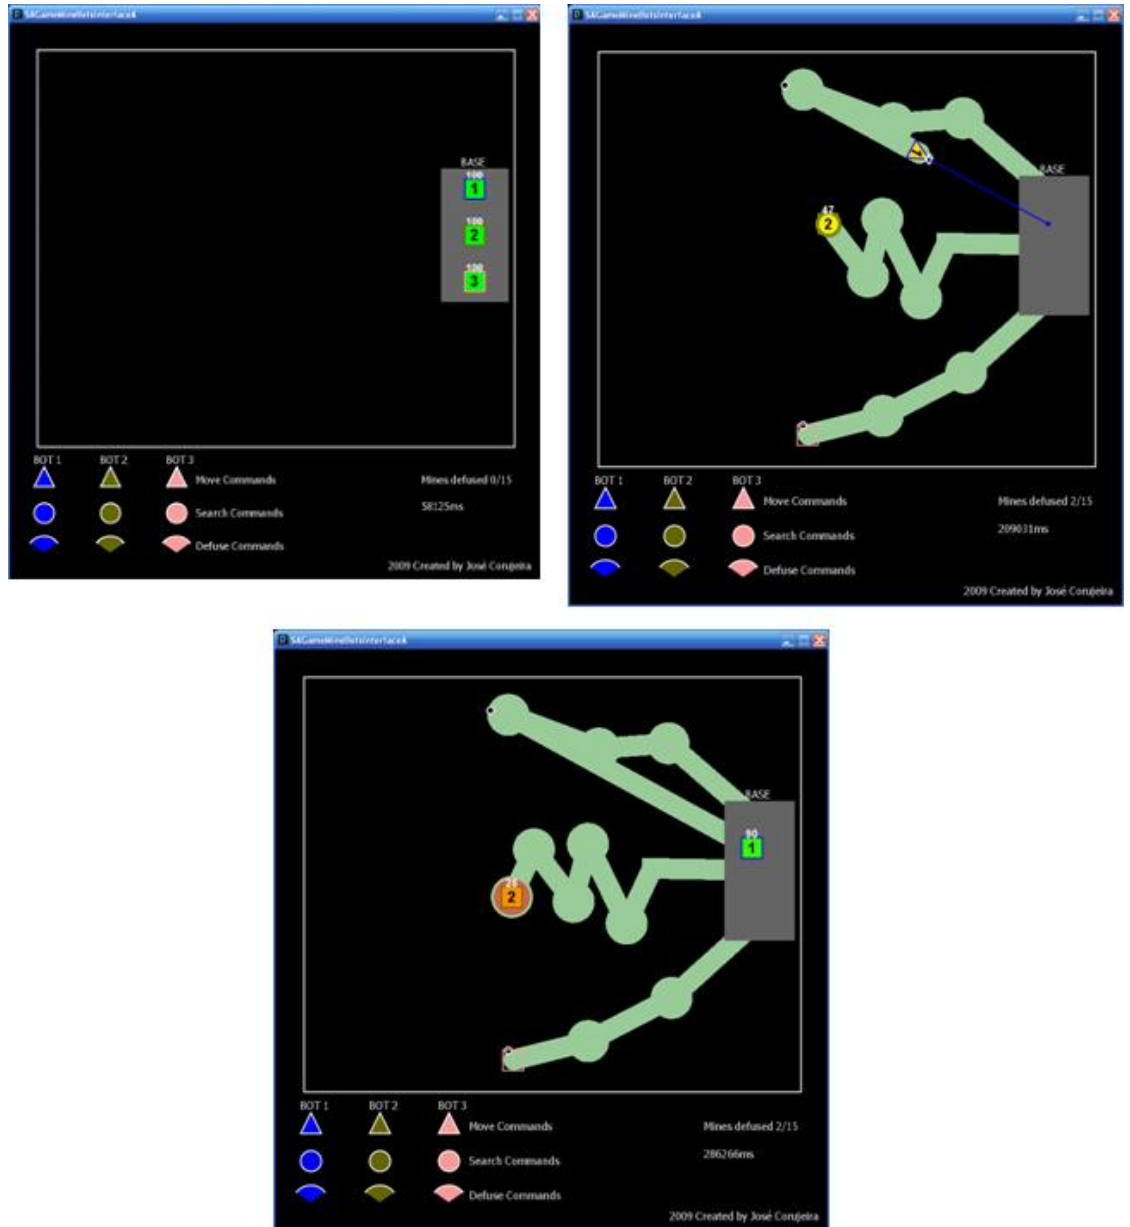 SAGameMineBotsInterfaceA
BASE
100
1
100
2
100
3
BOT 1 BOT 2 BOT 3
Move Commands Mines defused 0/15
58125ms
Search Commands
Defuse Commands
2009 Created by José Corujeira
SAGameMineBotsInterfaceA
BASE
47
2
BOT 1 BOT 2 BOT 3
Move Commands Mines defused 2/15
209031ms
Search Commands
Defuse Commands
2009 Created by José Corujeira
SAGameMineBotsInterfaceA
BASE
90
1
2
BOT 1 BOT 2 BOT 3
Move Commands Mines defused 2/15
286266ms
Search Commands
Defuse Commands
2009 Created by José Corujeira